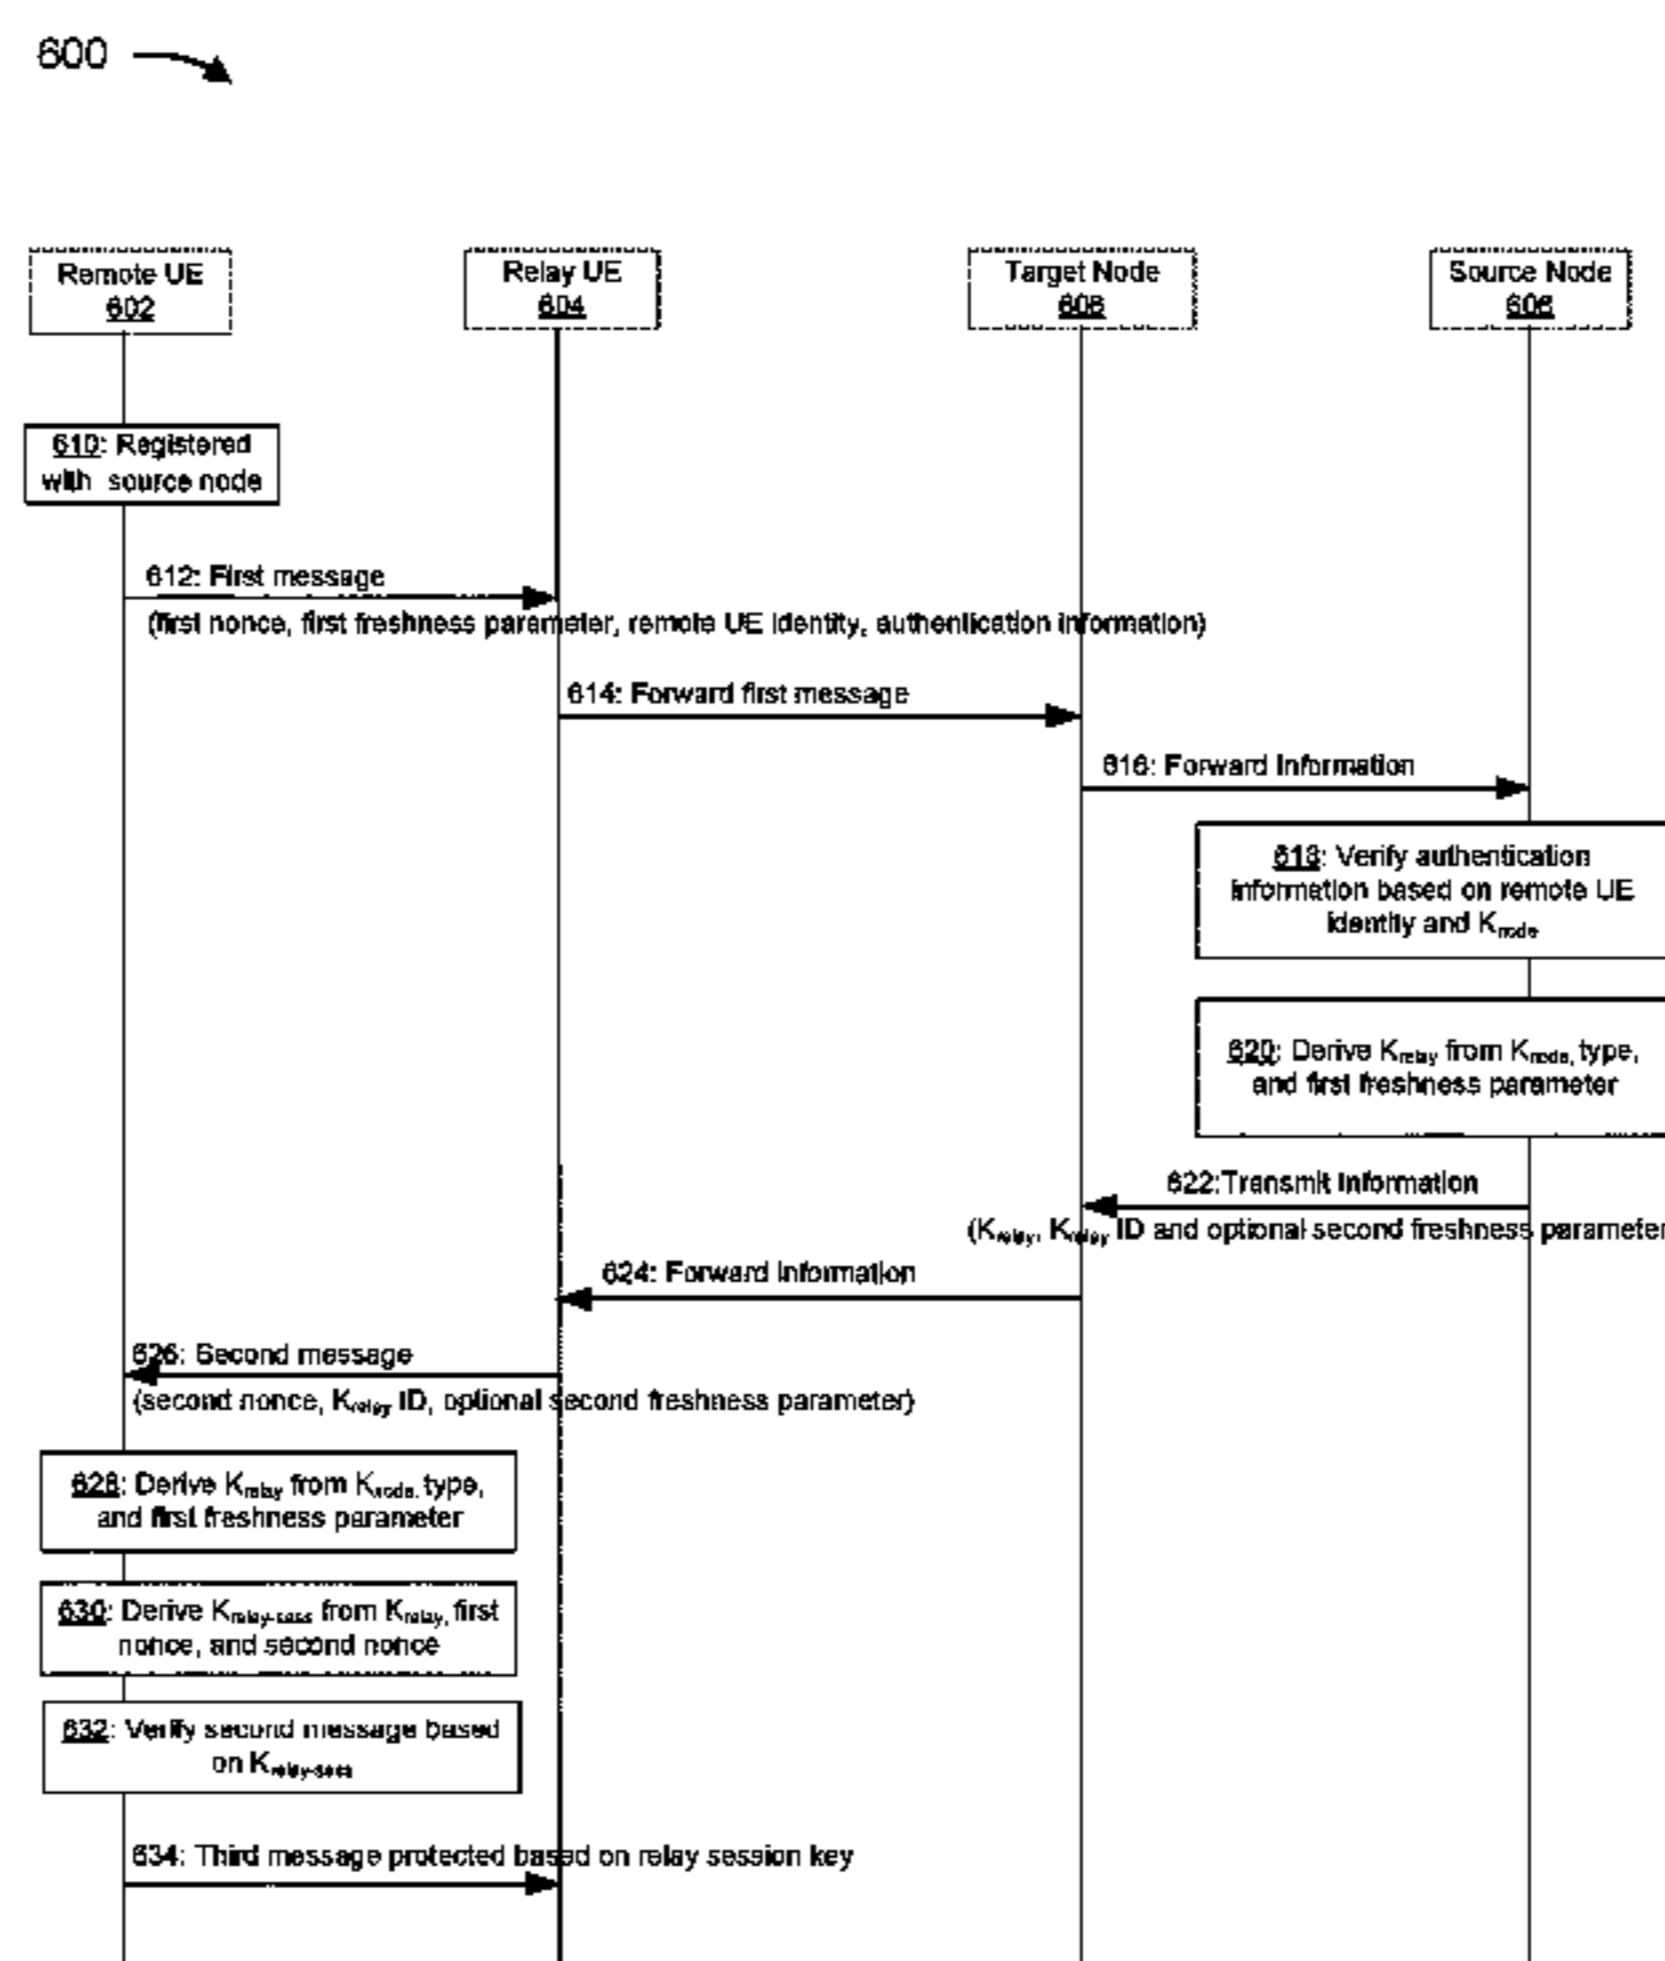 600
Remote UE
602
Relay UE
604
Target Node
608
Source Node
606
610: Registered
with source node
612: First message
(first nonce, first freshness parameter, remote UE identity, authentication information)
614: Forward first message
616: Forward Information
618: Verify authentication
information based on remote UE
identity and Knode
620: Derive Krelay from Knode, type,
and first freshness parameter
622:Transmit Information
(Krelay, Krelay ID and optional second freshness parameter
624: Forward Information
626: Second message
(second nonce, Krelay ID, optional second freshness parameter)
628: Derive Krelay from Knode, type,
and first freshness parameter
630: Derive Krelay-sess from Krelay, first
nonce, and second nonce
632: Verify second message based
on Krelay-sess
634: Third message protected based on relay session key